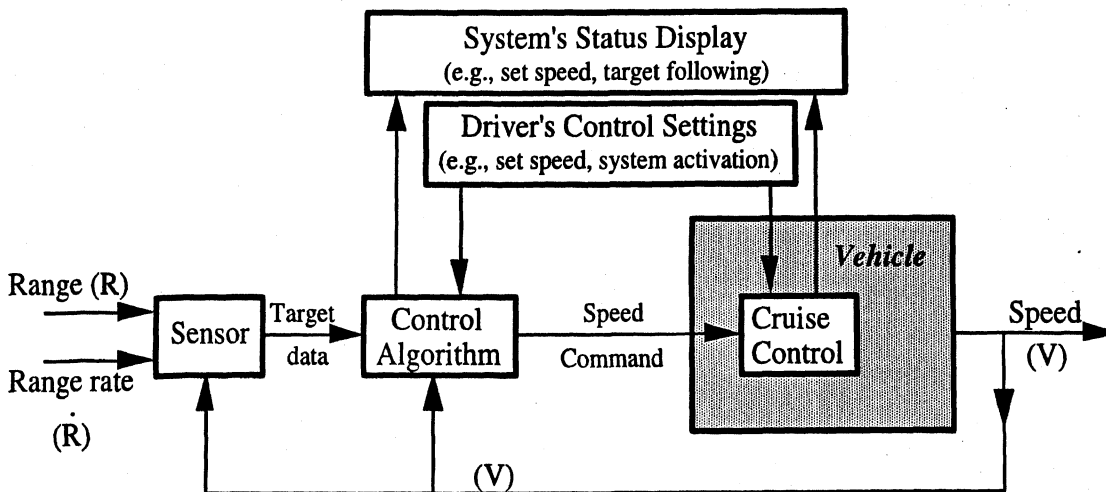 System's Status Display
(e.g., set speed, target following)
Driver's Control Settings
(e.g., set speed, system activation)
Vehicle
Range (R)
Sensor
Target
data
Control
Algorithm
Speed
Command
Cruise
Control
Speed
(V)
Range rate
(Ṙ)
(V)